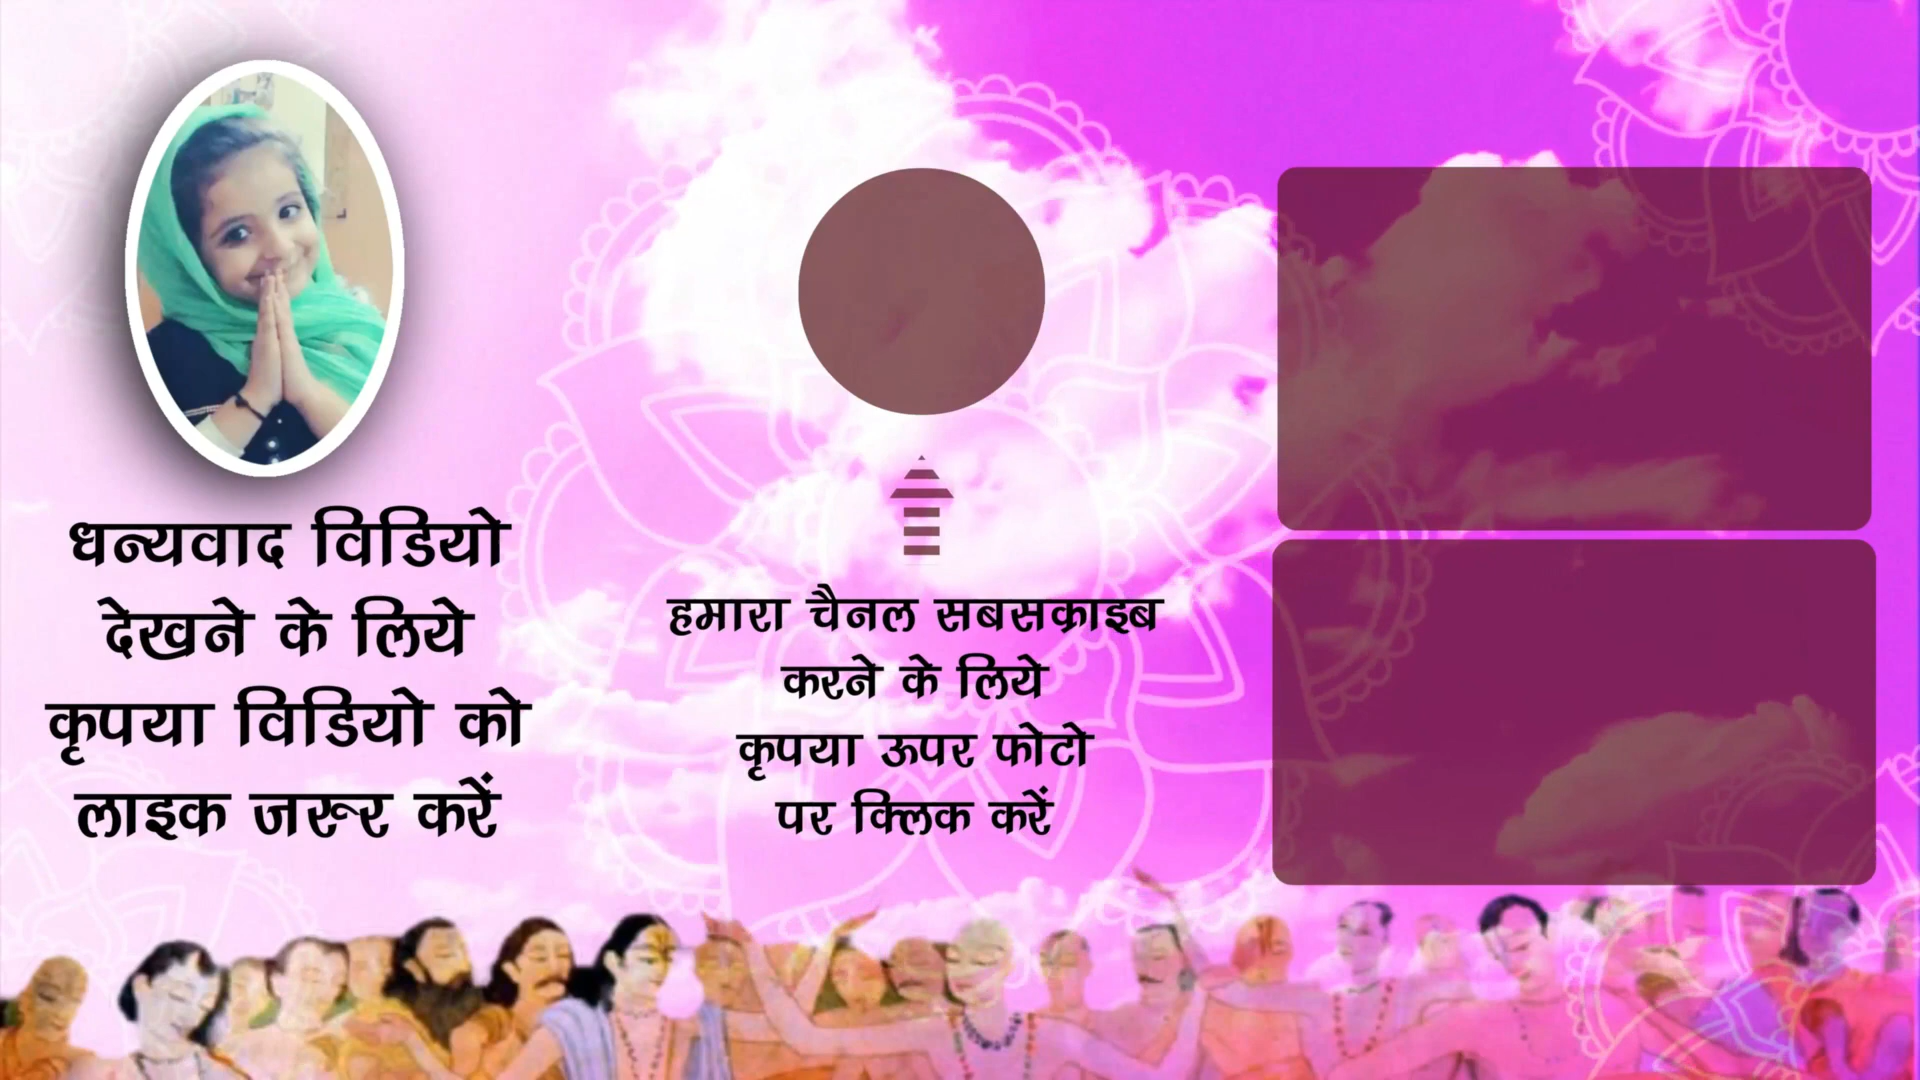 धन्यवाद विडियो
देखने के लिये
कृपया विडियो को
लाइक जरूर करें
हमारा चैनल सबसक्राइब
करने के लिये
कृपया ऊपर फोटो
पर क्लिक करें